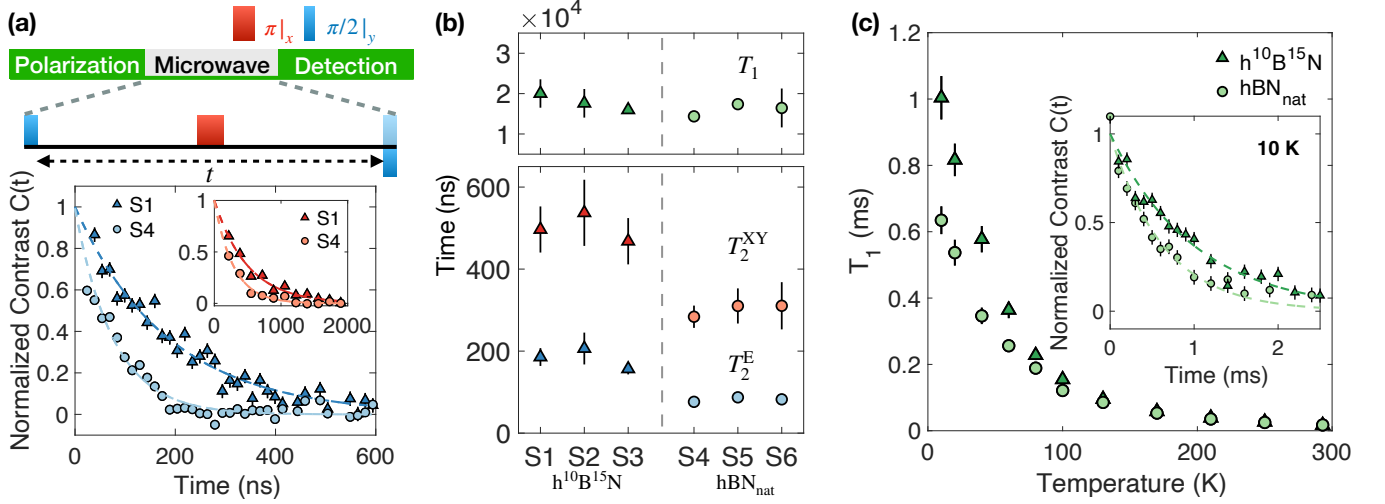 (a)
π|x π/2|y
Polarization Microwave Detection
t
Normalized Contrast C(t)
1
0.8
0.6
0.4
0.2
0
0 200 400 600
Time (ns)
S1
S4
1
0.5
0
0 1000 2000
S1
S4
(b)
×10⁴
3
2
1
T₁
Time (ns)
600
400
200
0
T₂ˣʸ
T₂ᴱ
S1 S2 S3 S4 S5 S6
h¹⁰B¹⁵N hBNnat
(c)
1.2
1
0.8
0.6
0.4
0.2
0
T₁ (ms)
0 100 200 300
Temperature (K)
h¹⁰B¹⁵N
hBNnat
Normalized Contrast C(t)
1
0.5
0
10 K
0 1 2
Time (ms)